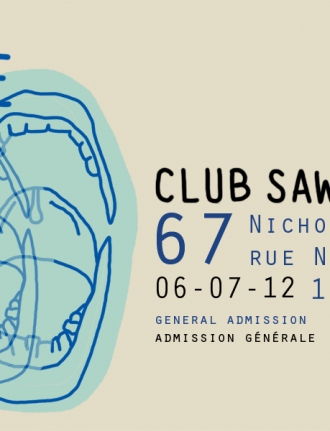 CLUB SAW
67 NICHO
RUE N
06-07-12 1
GENERAL ADMISSION
ADMISSION GÉNÉRALE